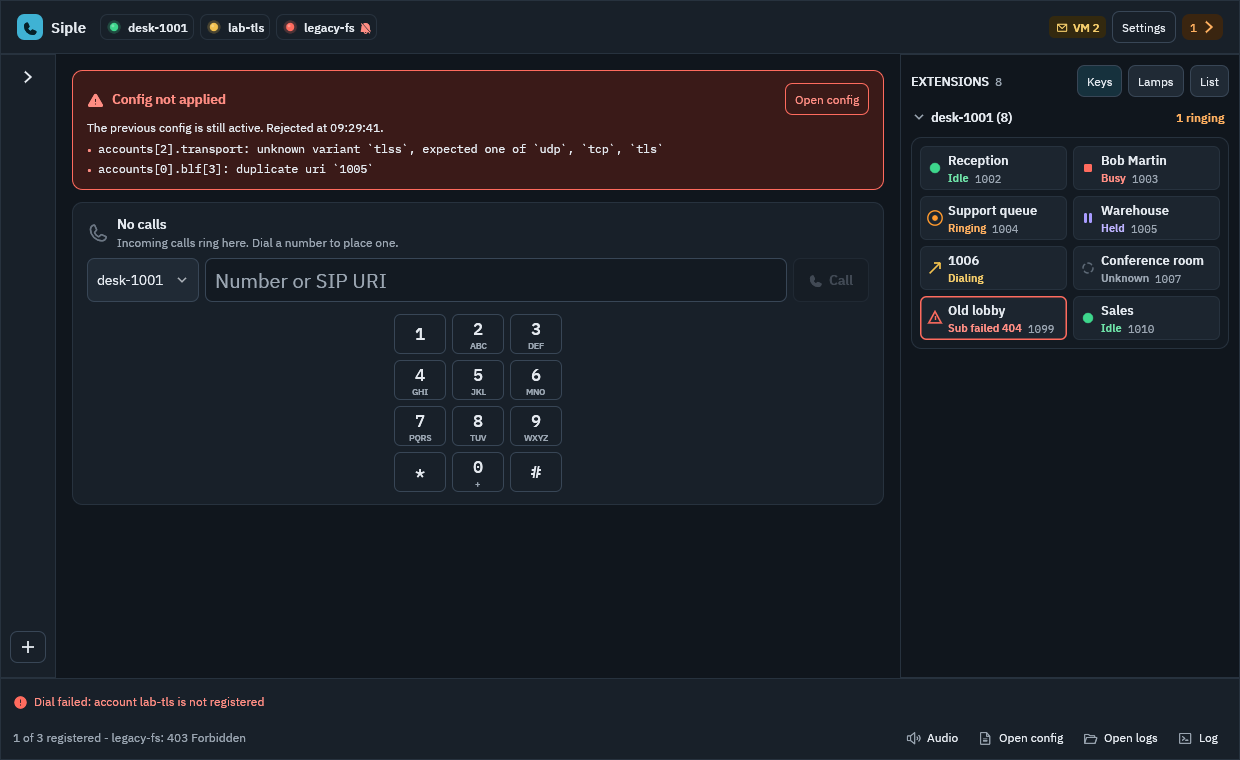 Siple
desk-1001
lab-tls
legacy-fs
VM 2
Settings
1
Config not applied
Open config
The previous config is still active. Rejected at 09:29:41.
• accounts[2].transport: unknown variant `tlss`, expected one of `udp`, `tcp`, `tls`
• accounts[0].blf[3]: duplicate uri `1005`
No calls
Incoming calls ring here. Dial a number to place one.
desk-1001
Number or SIP URI
Call
1
2
ABC
3
DEF
4
GHI
5
JKL
6
MNO
7
PQRS
8
TUV
9
WXYZ
*
0
+
#
EXTENSIONS 8
Keys
Lamps
List
desk-1001 (8)
1 ringing
Reception
Idle 1002
Bob Martin
Busy 1003
Support queue
Ringing 1004
Warehouse
Held 1005
1006
Dialing
Conference room
Unknown 1007
Old lobby
Sub failed 404 1099
Sales
Idle 1010
Dial failed: account lab-tls is not registered
1 of 3 registered - legacy-fs: 403 Forbidden
Audio
Open config
Open logs
Log